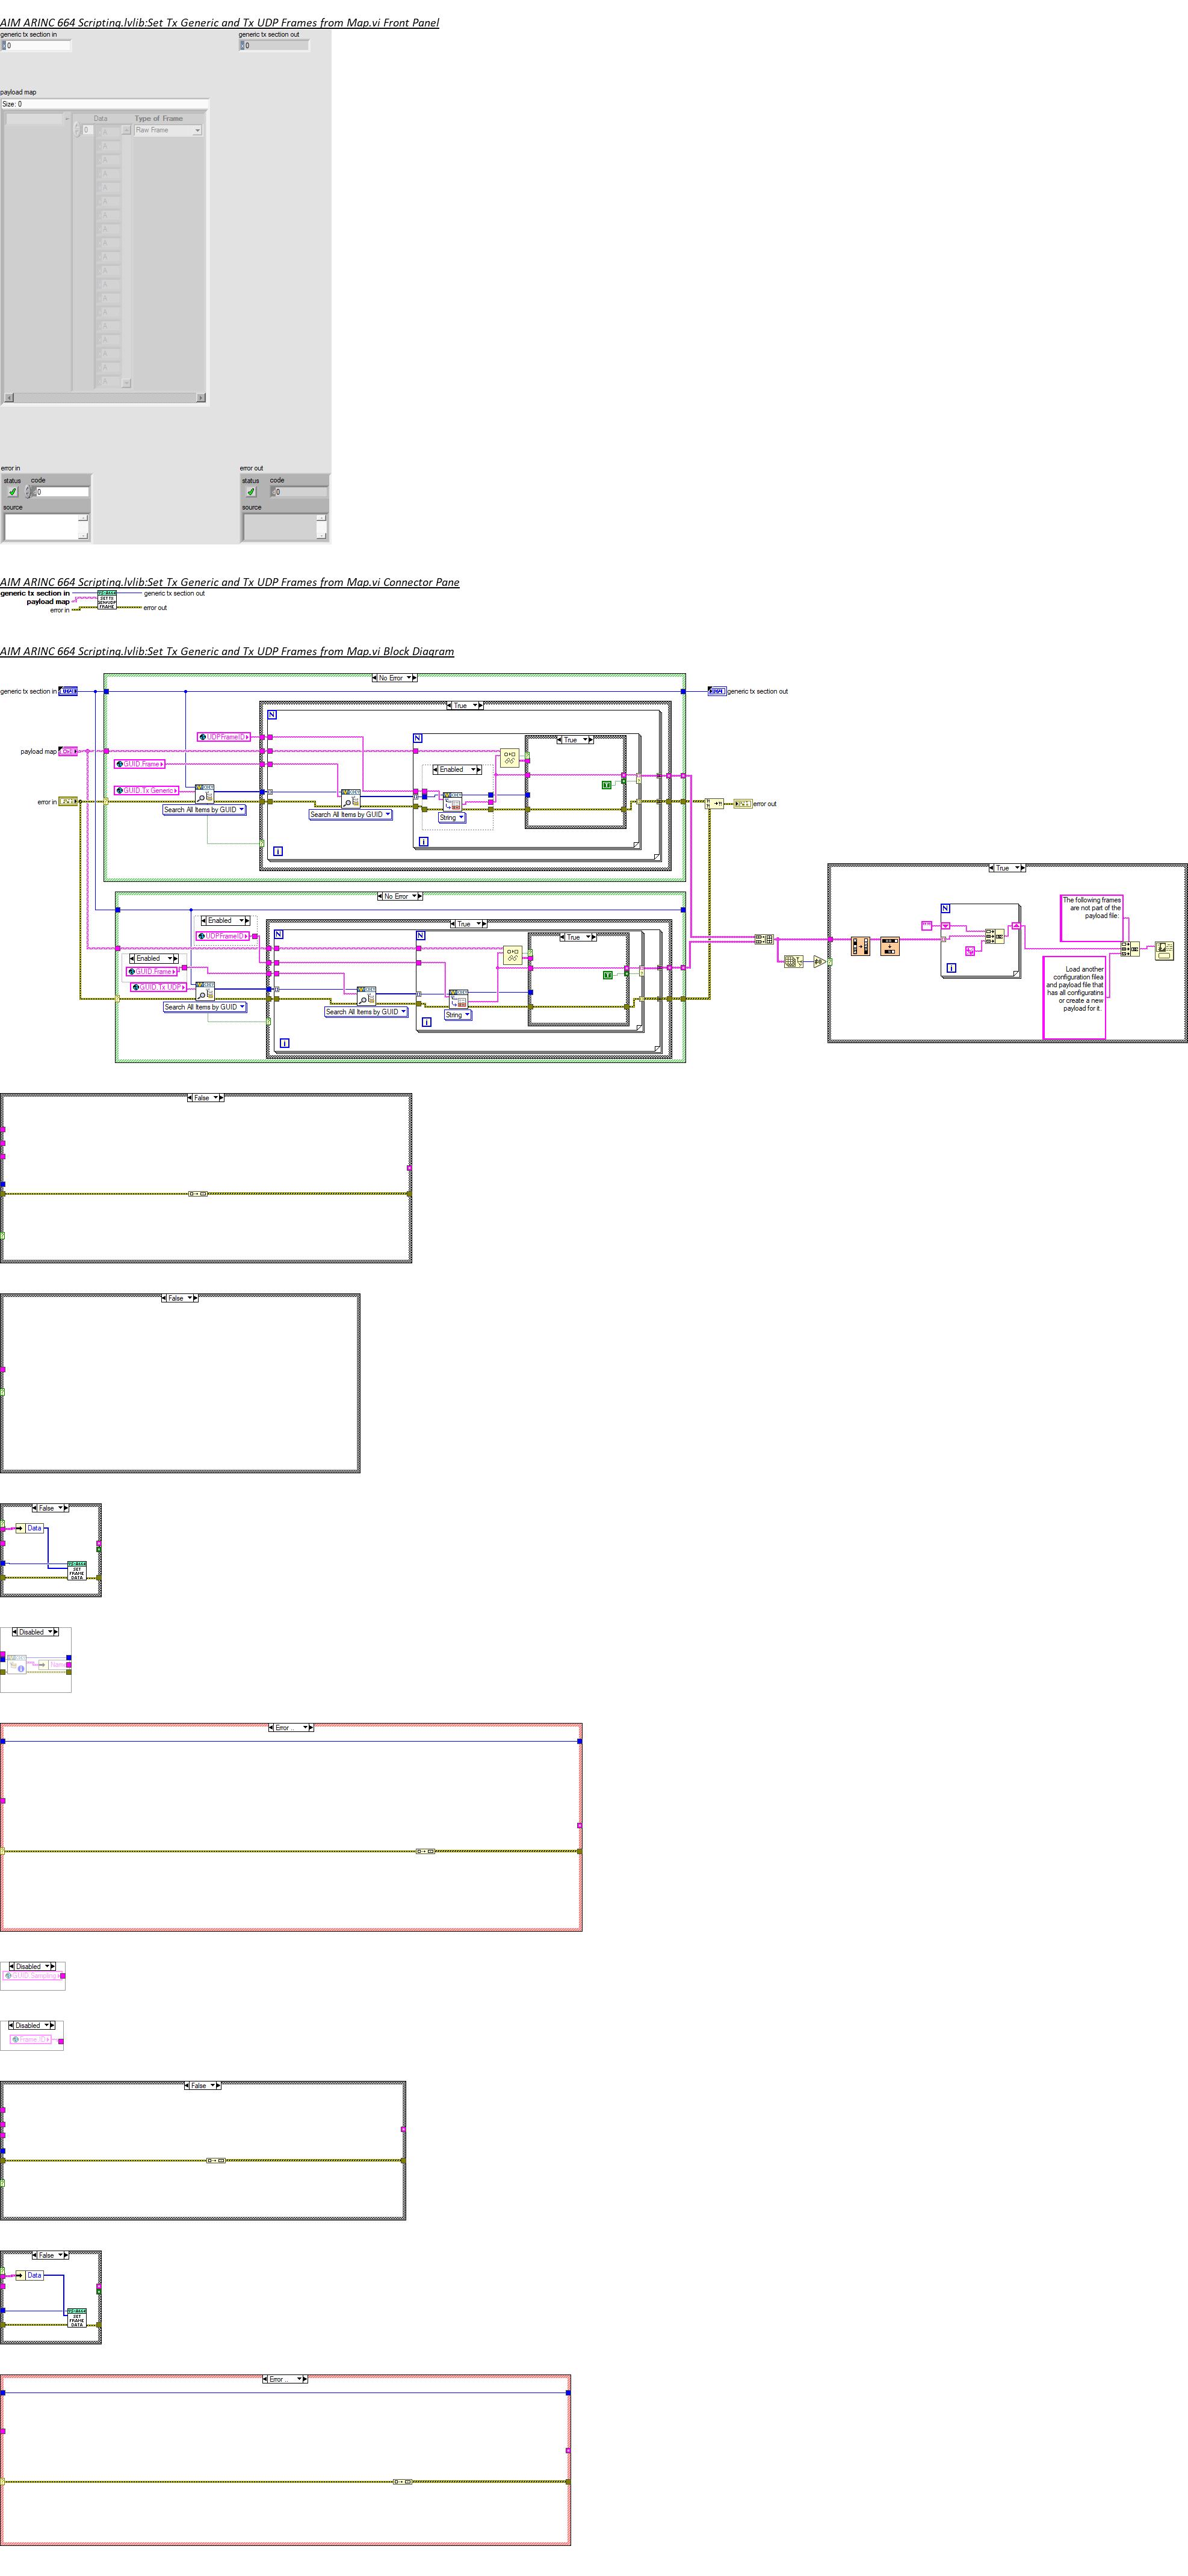 AIM ARINC 664 Scripting.lvlib:Set Tx Generic and Tx UDP Frames from Map.vi Front Panel
generic tx section in
generic tx section out
0
0
payload map
Size: 0
Data
Type of Frame
0
Raw Frame
error in
error out
status
code
status
code
0
0
source
source
AIM ARINC 664 Scripting.lvlib:Set Tx Generic and Tx UDP Frames from Map.vi Connector Pane
generic tx section in
generic tx section out
payload map
error in
error out
AIM ARINC 664 Scripting.lvlib:Set Tx Generic and Tx UDP Frames from Map.vi Block Diagram
No Error
generic tx section in
generic tx section out
True
N
UDPFrameID
N
True
payload map
GUID.Frame
Enabled
GUID.Tx Generic
error in
error out
Search All Items by GUID
Search All Items by GUID
String
i
i
True
No Error
The following frames are not part of the payload file:
Enabled
True
UDPFrameID
N
N
True
N
Enabled
GUID.Frame
GUID.Tx UDP
Load another configuration filea and payload file that has all configuratins or create a new payload for it.
Search All Items by GUID
Search All Items by GUID
String
i
i
i
False
False
False
Data
SET FRAME DATA
Disabled
Name
Error ..
Disabled
GUID.Sampling
Disabled
Frame.ID
False
False
Data
SET FRAME DATA
Error ..